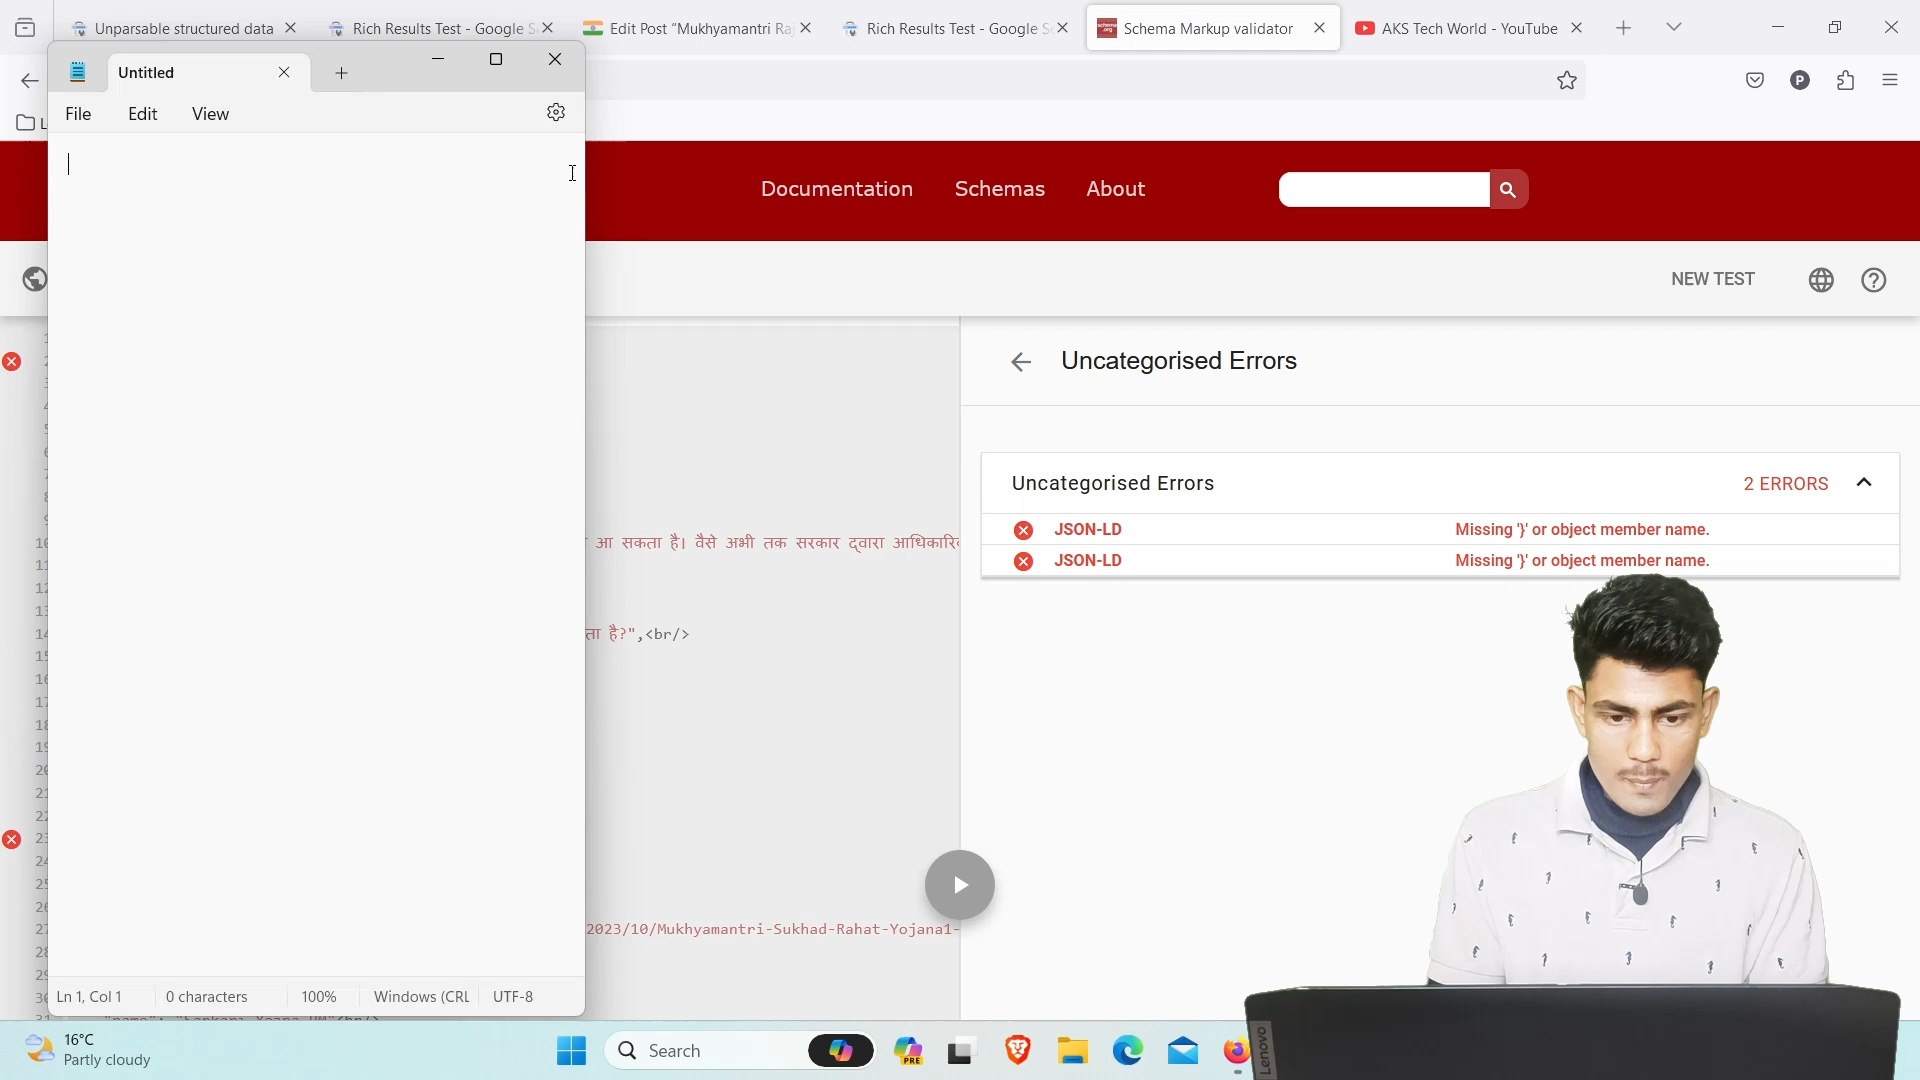 Unparsable structured data
Rich Results Test - Google S
Edit Post "Mukhyamantri Raj
Rich Results Test - Google Se
Schema Markup validator
AKS Tech World - YouTube
Untitled
File Edit View
P
Documentation Schemas About
NEW TEST
Uncategorised Errors
Uncategorised Errors 2 ERRORS
JSON-LD Missing '}' or object member name.
JSON-LD Missing '}' or object member name.
आ सकता है। वैसे अभी तक सरकार द्वारा
ता है?",<br/>
2023/10/Mukhyamantri-Sukhad-Rahat-Yojana1-
Ln 1, Col 1 0 characters 100% Windows (CRL UTF-8
16°C
Partly cloudy
Search
PRE
Lenovo